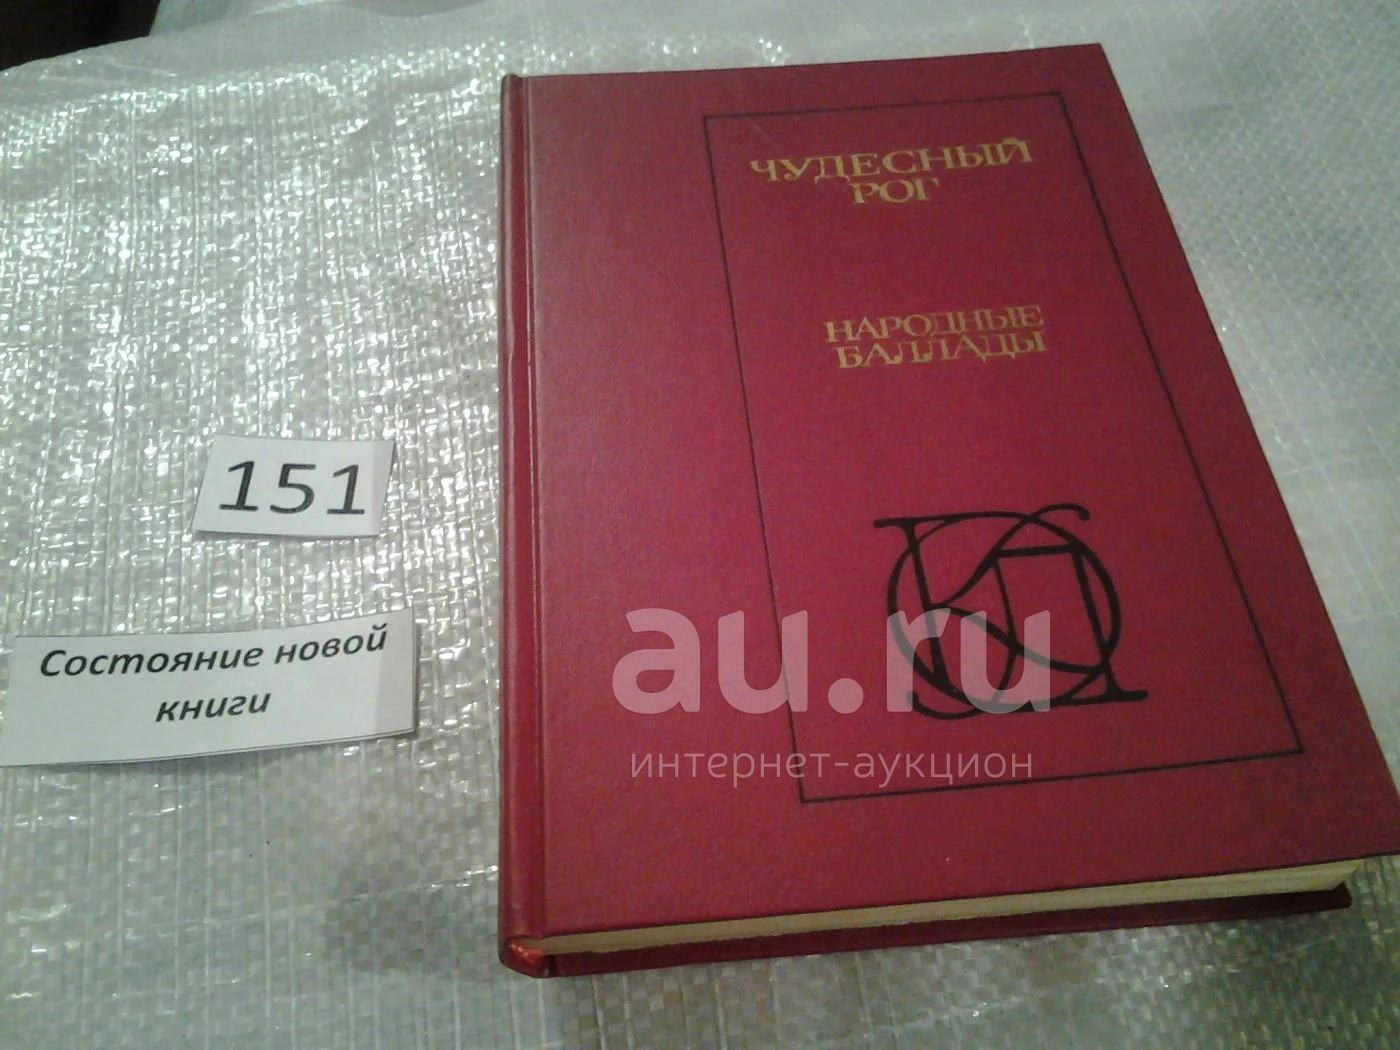 ЧУДЕСНЫЙ
РОГ
НАРОДНЫЕ
БАЛЛАДЫ
151
Состояние новой
книги
au.ru
интернет-аукцион